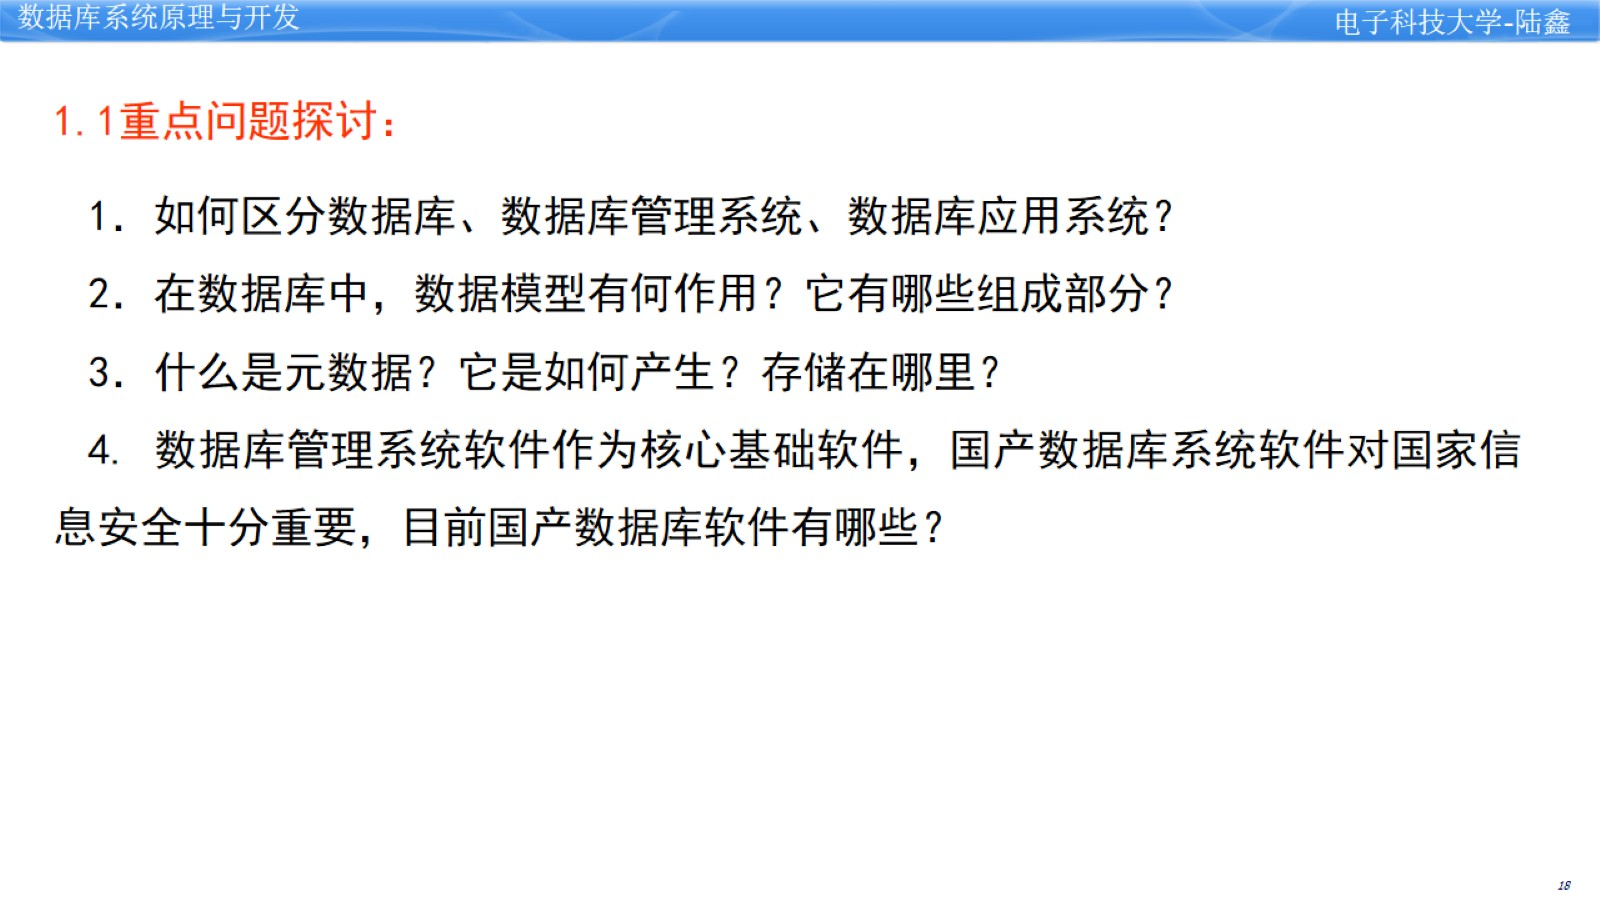 数据库系统原理与开发
电子科技大学-陆鑫
1.1重点问题探讨：
1. 如何区分数据库、数据库管理系统、数据库应用系统？
2. 在数据库中，数据模型有何作用？它有哪些组成部分？
3. 什么是元数据？它是如何产生？存储在哪里？
4. 数据库管理系统软件作为核心基础软件，国产数据库系统软件对国家信
息安全十分重要，目前国产数据库软件有哪些？
18